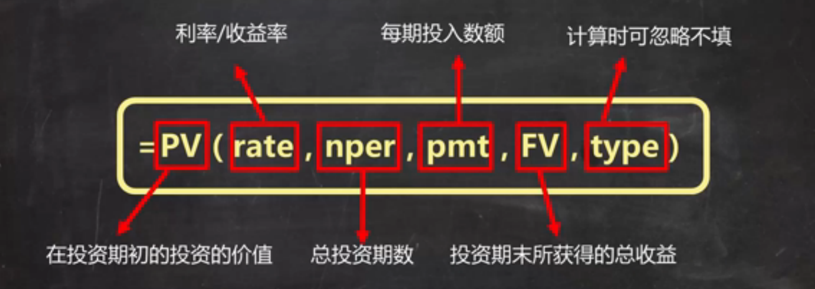 利率/收益率
每期投入数额
计算时可忽略不填
=PV(rate,nper,pmt,FV,type)
在投资期初的投资的价值
总投资期数
投资期末所获得的总收益